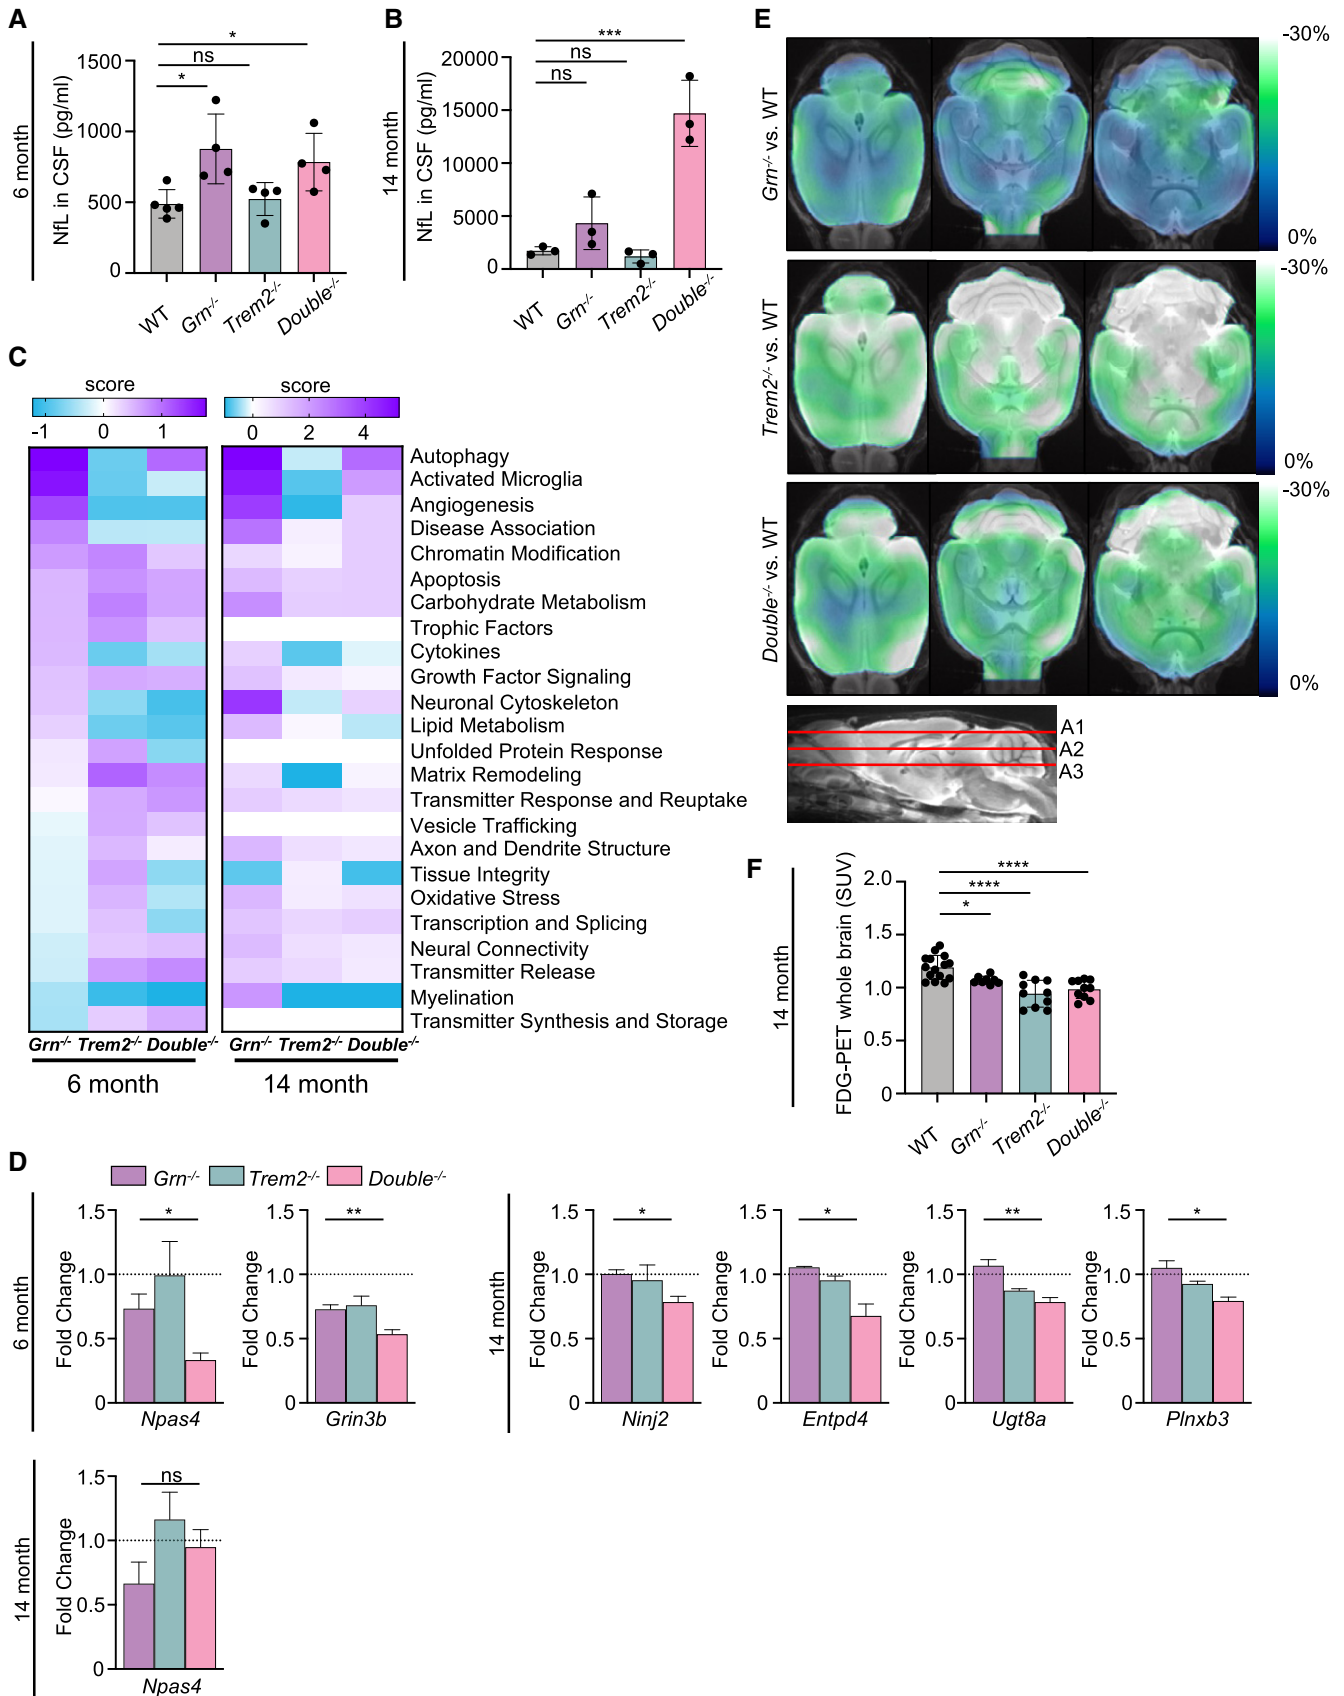 A
6 month
NfL in CSF (pg/ml)
1500
1000
500
0
*
ns
*
WT
Grn-/-
Trem2-/-
Double-/-
B
14 month
NfL in CSF (pg/ml)
20000
15000
10000
5000
0
***
ns
ns
WT
Grn-/-
Trem2-/-
Double-/-
C
score
-1 0 1
score
0 2 4
Autophagy
Activated Microglia
Angiogenesis
Disease Association
Chromatin Modification
Apoptosis
Carbohydrate Metabolism
Trophic Factors
Cytokines
Growth Factor Signaling
Neuronal Cytoskeleton
Lipid Metabolism
Unfolded Protein Response
Matrix Remodeling
Transmitter Response and Reuptake
Vesicle Trafficking
Axon and Dendrite Structure
Tissue Integrity
Oxidative Stress
Transcription and Splicing
Neural Connectivity
Transmitter Release
Myelination
Transmitter Synthesis and Storage
Grn-/- Trem2-/- Double-/-
6 month
Grn-/- Trem2-/- Double-/-
14 month
D
Grn-/- Trem2-/- Double-/-
6 month
Fold Change
1.5
1.0
0.5
0
*
Npas4
Fold Change
1.5
1.0
0.5
0
**
Grin3b
14 month
Fold Change
1.5
1.0
0.5
0
*
Ninj2
Fold Change
1.5
1.0
0.5
0
*
Entpd4
Fold Change
1.5
1.0
0.5
0
**
Ugt8a
Fold Change
1.5
1.0
0.5
0
*
Plnxb3
14 month
Fold Change
1.5
1.0
0.5
0
ns
Npas4
E
Grn-/- vs. WT
-30%
0%
Trem2-/- vs. WT
-30%
0%
Double-/- vs. WT
-30%
0%
A1
A2
A3
F
14 month
FDG-PET whole brain (SUV)
2.0
1.5
1.0
0.5
0
****
****
*
WT
Grn-/-
Trem2-/-
Double-/-